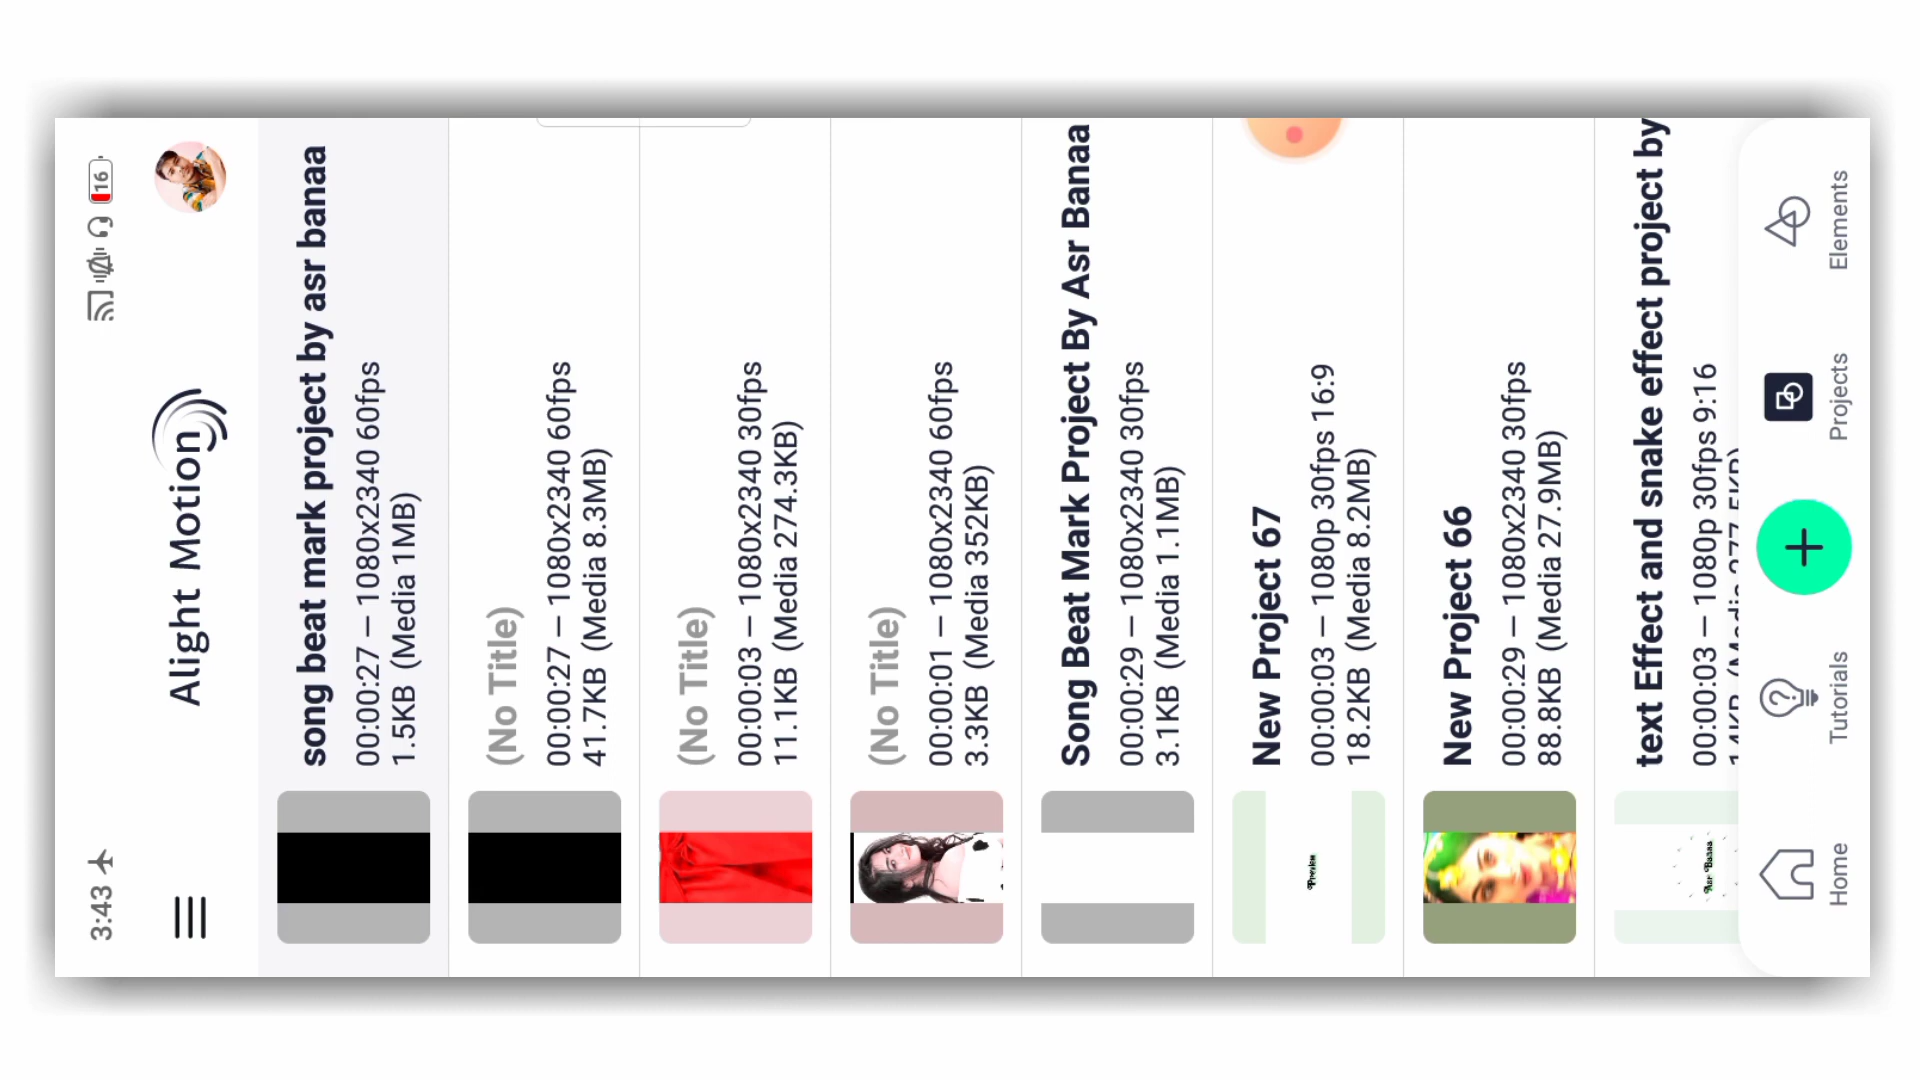 3:43
16
Alight Motion
song beat mark project by asr banaa
00:00:27 — 1080x2340 60fps
1.5KB (Media 1MB)
(No Title)
00:00:27 — 1080x2340 60fps
41.7KB (Media 8.3MB)
(No Title)
00:00:03 — 1080x2340 30fps
11.1KB (Media 274.3KB)
(No Title)
00:00:01 — 1080x2340 60fps
3.3KB (Media 352KB)
Song Beat Mark Project By Asr Banaa
00:00:29 — 1080x2340 30fps
3.1KB (Media 1.1MB)
Preview
New Project 67
00:00:03 — 1080p 30fps 16:9
18.2KB (Media 8.2MB)
New Project 66
00:00:29 — 1080x2340 30fps
88.8KB (Media 27.9MB)
Asr Banaa
text Effect and snake effect project by
00:00:03 — 1080p 30fps 9:16
Home
Tutorials
Projects
Elements